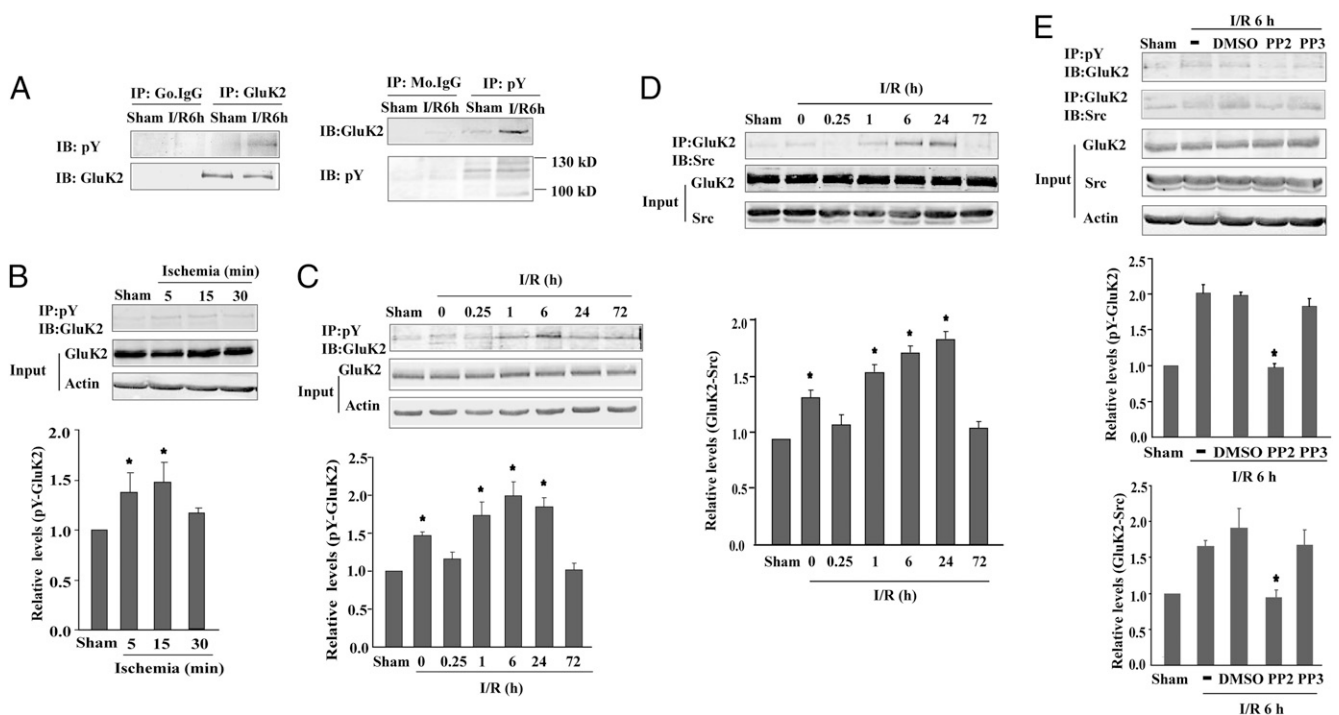 A
IP: Go.IgG IP: GluK2
Sham I/R6h Sham I/R6h
IB: pY
IB: GluK2
IP: Mo.IgG IP: pY
Sham I/R6h Sham I/R6h
IB:GluK2
IB: pY
130 kD
100 kD
B
Ischemia (min)
Sham 5 15 30
IP:pY
IB:GluK2
GluK2
Input
Actin
Relative levels (pY-GluK2)
2.0
1.5
1.0
0.5
0.0
* *
Sham 5 15 30
Ischemia (min)
C
I/R (h)
Sham 0 0.25 1 6 24 72
IP:pY
IB:GluK2
GluK2
Input
Actin
Relative levels (pY-GluK2)
2.5
2.0
1.5
1.0
0.5
0.0
* * * *
Sham 0 0.25 1 6 24 72
I/R (h)
D
I/R (h)
Sham 0 0.25 1 6 24 72
IP:GluK2
IB:Src
GluK2
Input
Src
Relative levels (GluK2-Src)
2.0
1.5
1.0
0.5
0.0
* * * *
Sham 0 0.25 1 6 24 72
I/R (h)
E
I/R 6 h
Sham - DMSO PP2 PP3
IP:pY
IB:GluK2
IP:GluK2
IB:Src
GluK2
Input
Src
Actin
Relative levels (pY-GluK2)
2.5
2.0
1.5
1.0
0.5
0.0
*
Sham - DMSO PP2 PP3
I/R 6 h
Relative levels (GluK2-Src)
2.5
2.0
1.5
1.0
0.5
0.0
*
Sham - DMSO PP2 PP3
I/R 6 h